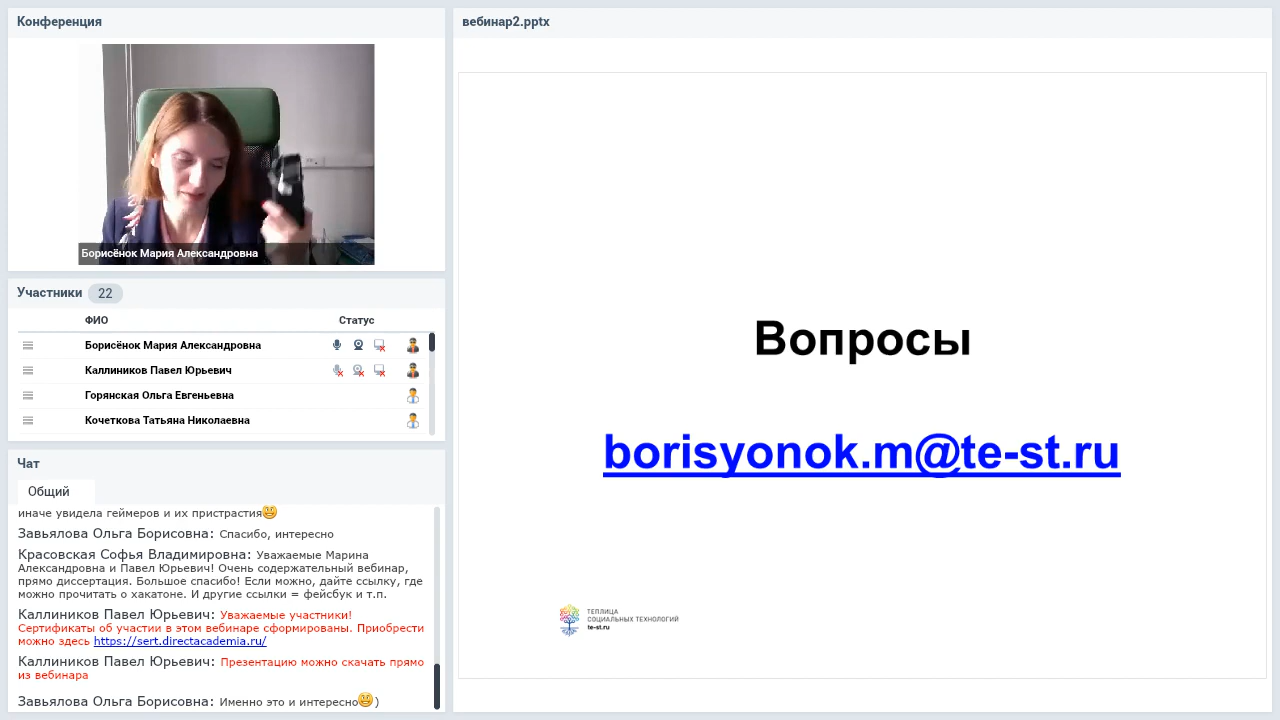 Конференция
Борисёнок Мария Александровна
Участники 22
ФИО Статус
Борисёнок Мария Александровна
Каллиников Павел Юрьевич
Горянская Ольга Евгеньевна
Кочеткова Татьяна Николаевна
Чат
Общий
иначе увидела геймеров и их пристрастия
Завьялова Ольга Борисовна: Спасибо, интересно
Красовская Софья Владимировна: Уважаемые Марина
Александровна и Павел Юрьевич! Очень содержательный вебинар,
прямо диссертация. Большое спасибо! Если можно, дайте ссылку, где
можно прочитать о хакатоне. И другие ссылки = фейсбук и т.п.
Каллиников Павел Юрьевич: Уважаемые участники!
Сертификаты об участии в этом вебинаре сформированы. Приобрести
можно здесь https://sert.directacademia.ru/
Каллиников Павел Юрьевич: Презентацию можно скачать прямо
из вебинара
Завьялова Ольга Борисовна: Именно это и интересно )
вебинар2.pptx
Вопросы
borisyonok.m@te-st.ru
ТЕПЛИЦА
СОЦИАЛЬНЫХ ТЕХНОЛОГИЙ
te-st.ru